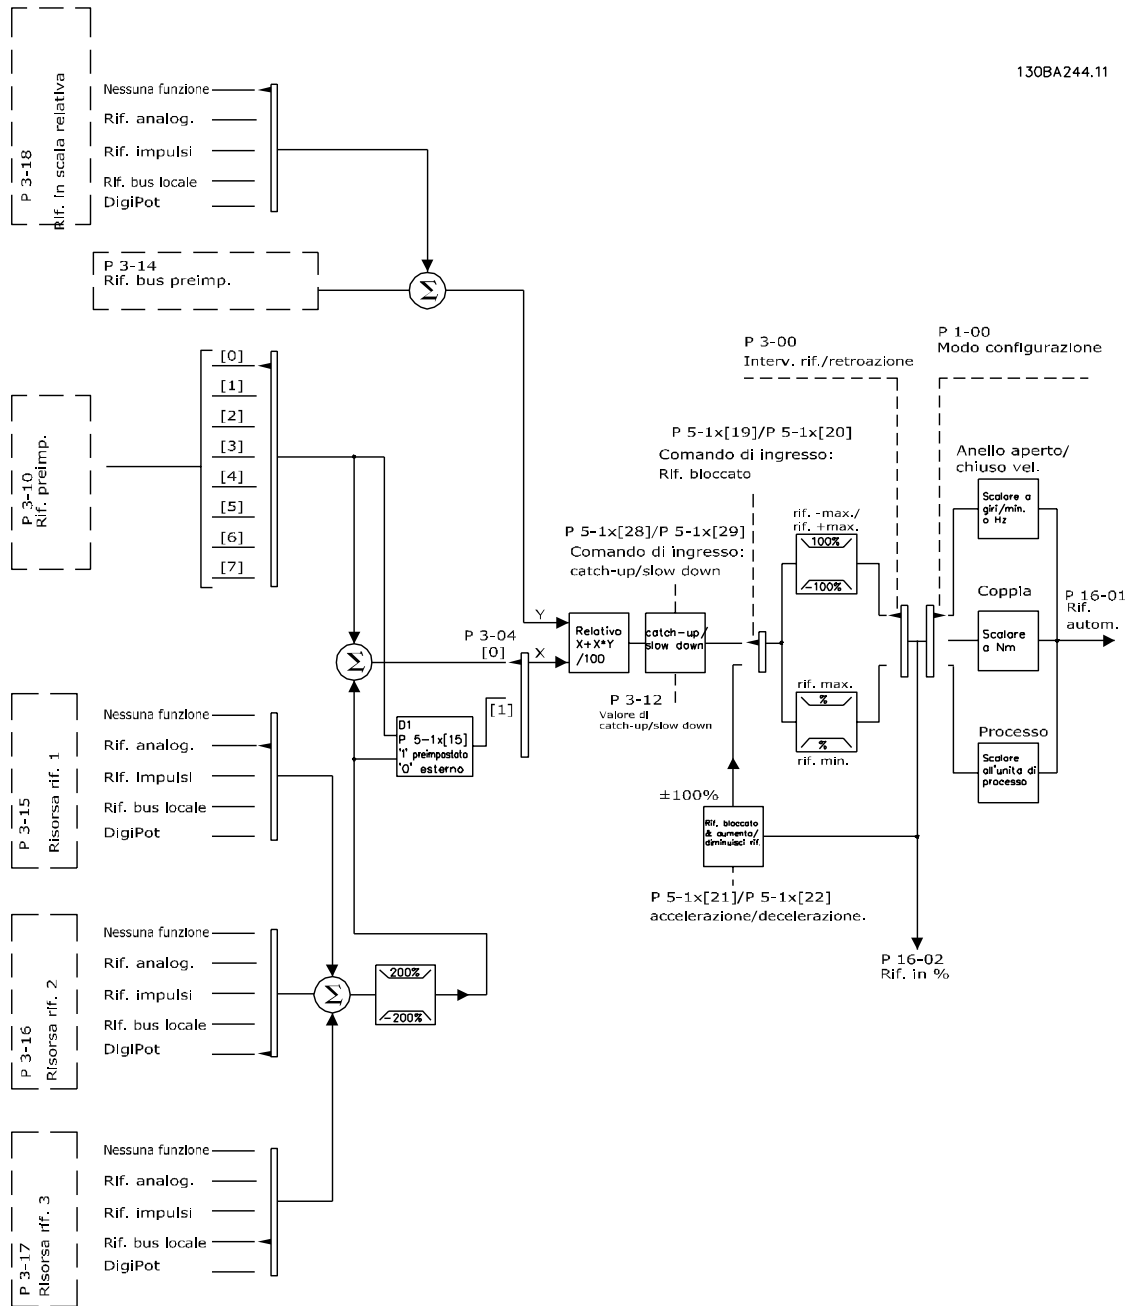 130BA244.11
P 3-18
Rif. in scala relativa
Nessuna funzione
Rif. analog.
Rif. impulsi
Rif. bus locale
DigiPot
P 3-14
Rif. bus preimp.
P 3-10
Rif. preimp.
[0]
[1]
[2]
[3]
[4]
[5]
[6]
[7]
P 3-00
Interv. rif./retroazione
P 1-00
Modo configurazione
P 5-1x[19]/P 5-1x[20]
Comando di ingresso:
Rif. bloccato
P 5-1x[28]/P 5-1x[29]
Comando di ingresso:
catch-up/slow down
rif. -max./
rif. +max.
100%
-100%
Anello aperto/
chiuso vel.
Scalare a
giri/min.
o Hz
Y
X
P 3-04
[0]
[1]
Relativo
X+X*Y
/100
catch-up/
slow down
P 3-12
Valore di
catch-up/slow down
rif. max.
%
%
rif. min.
Coppia
Scalare
a Nm
P 16-01
Rif.
autom.
Processo
Scalare
all'unita di
processo
Σ
Σ
D1
P 5-1x[15]
'1' preimpostato
'0' esterno
±100%
Rif. bloccato
& aumenta/
diminuisci rif.
P 5-1x[21]/P 5-1x[22]
accelerazione/decelerazione.
P 16-02
Rif. in %
P 3-15
Risorsa rif. 1
Nessuna funzione
Rif. analog.
Rif. impulsi
Rif. bus locale
DigiPot
P 3-16
Risorsa rif. 2
Nessuna funzione
Rif. analog.
Rif. impulsi
Rif. bus locale
DigiPot
Σ
200%
-200%
P 3-17
Risorsa rif. 3
Nessuna funzione
Rif. analog.
Rif. impulsi
Rif. bus locale
DigiPot